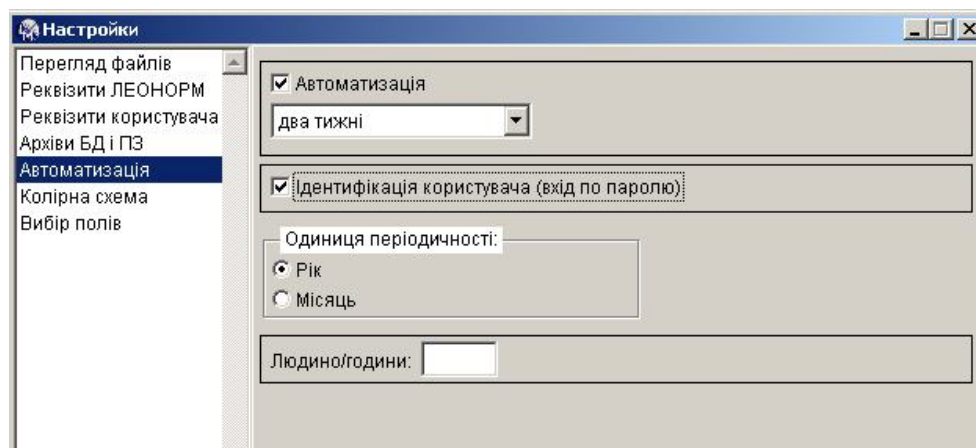 Настройки
Перегляд файлів
Реквізити ЛЕОНОРМ
Реквізити користувача
Архіви БД і ПЗ
Автоматизація
Колірна схема
Вибір полів
Автоматизація
два тижні
Ідентифікація користувача (вхід по паролю)
Одиниця періодичності:
Рік
Місяць
Людино/години: